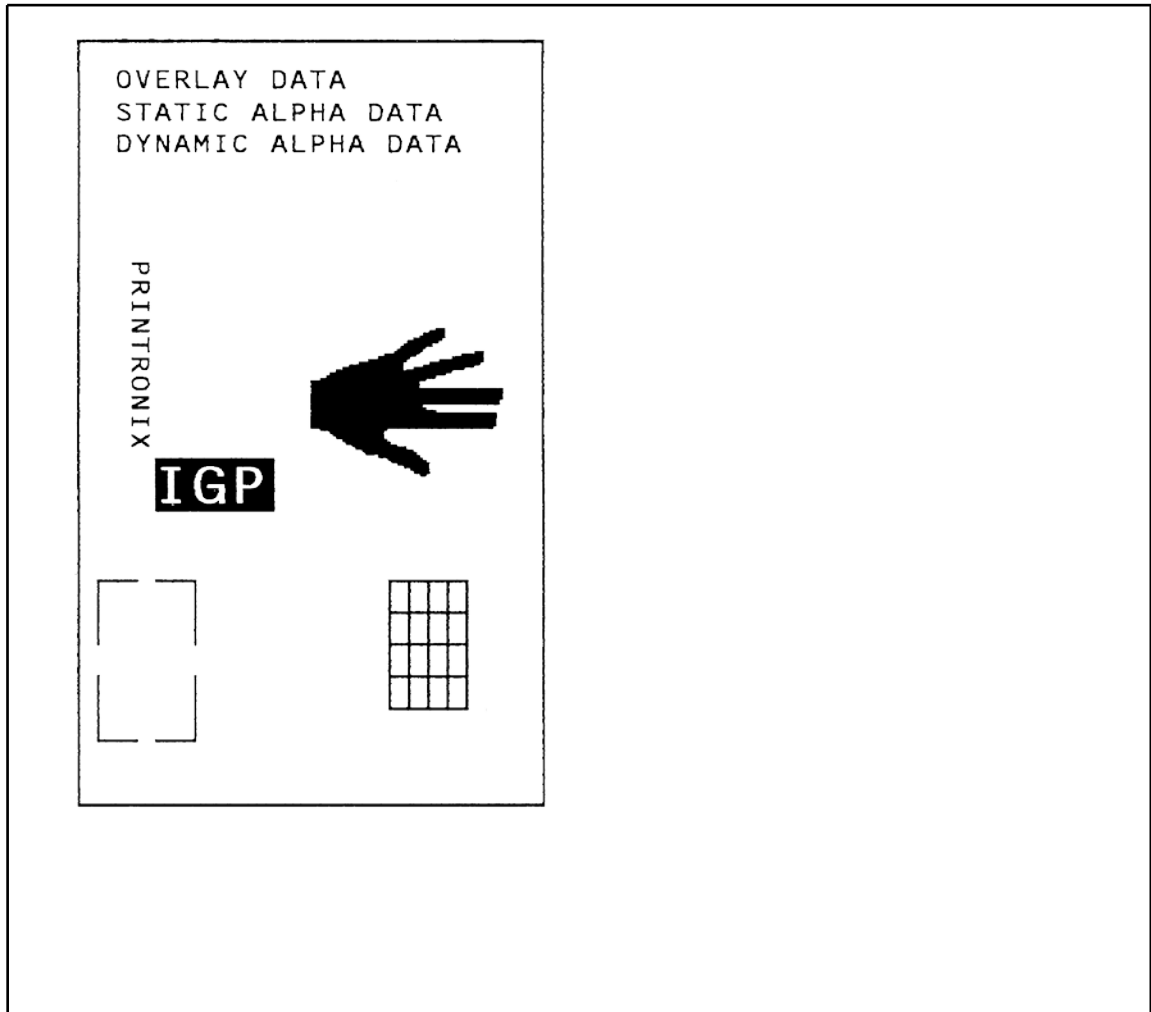 OVERLAY DATA
STATIC ALPHA DATA
DYNAMIC ALPHA DATA
PRINTRONIX
IGP